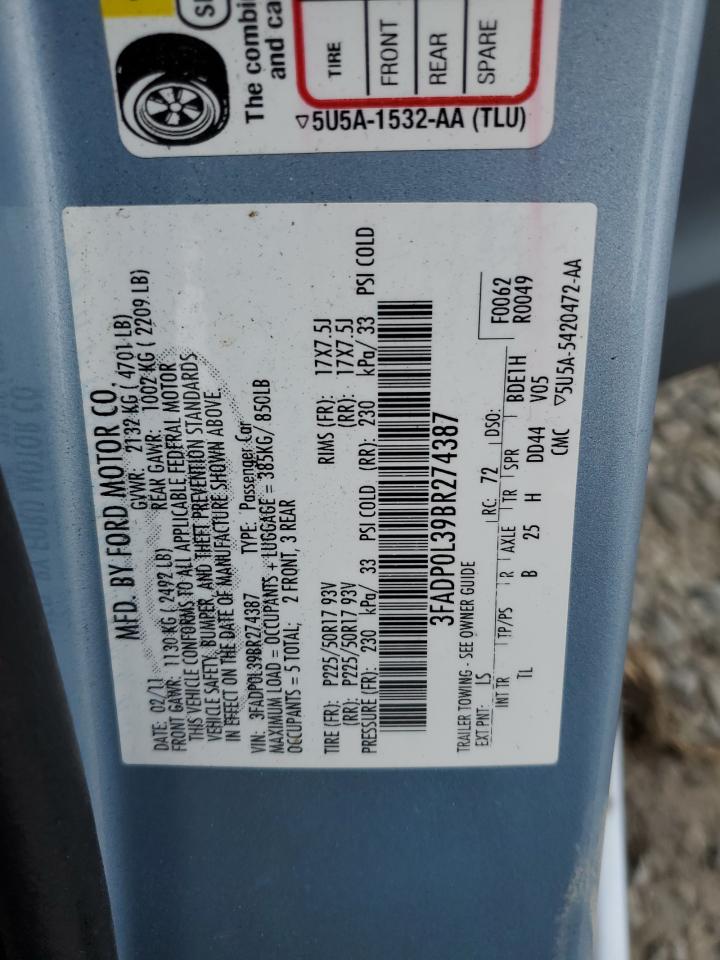 The combi
and ca
TIRE
FRONT
REAR
SPARE
▽5U5A-1532-AA (TLU)
MFD. BY FORD MOTOR CO.
DATE: 02/11 GVWR: 2132 KG ( 4701 LB)
FRONT GAWR: 1130 KG ( 2492 LB) REAR GAWR: 1002 KG ( 2209 LB)
THIS VEHICLE CONFORMS TO ALL APPLICABLE FEDERAL MOTOR
VEHICLE SAFETY, BUMPER, AND THEFT PREVENTION STANDARDS
IN EFFECT ON THE DATE OF MANUFACTURE SHOWN ABOVE.
VIN: 3FADP0L39BR274387 TYPE: Passenger Car
MAXIMUM LOAD = OCCUPANTS + LUGGAGE = 385KG/ 850LB
OCCUPANTS = 5 TOTAL; 2 FRONT, 3 REAR
TIRE (FR): P225/50R17 93V RIMS (FR): 17X7.5J
(RR): P225/50R17 93V (RR): 17X7.5J
PRESSURE (FR): 230 kPa/ 33 PSI COLD (RR): 230 kPa/ 33 PSI COLD
3FADP0L39BR274387
TRAILER TOWING - SEE OWNER GUIDE
EXT PNT: LS RC: 72 DSO: F0062
INT TR TP/PS R AXLE TR SPR BDE1H R0049
TL B 25 H DD44 V05
CMC ▽5U5A-5420472-AA